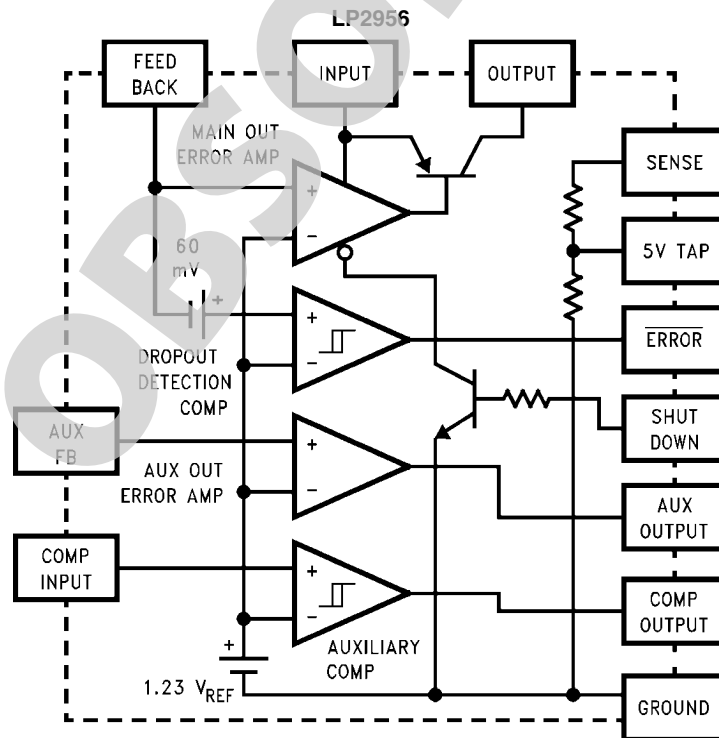 LP2956
FEED
BACK
INPUT
OUTPUT
MAIN OUT
ERROR AMP
SENSE
5V TAP
60
mV
+
−
+
+
−
ERROR
DROPOUT
DETECTION
COMP
SHUT
DOWN
AUX
FB
AUX OUT
ERROR AMP
+
−
AUX
OUTPUT
COMP
INPUT
+
−
COMP
OUTPUT
AUXILIARY
COMP
+
1.23 VREF
GROUND
OBSOL